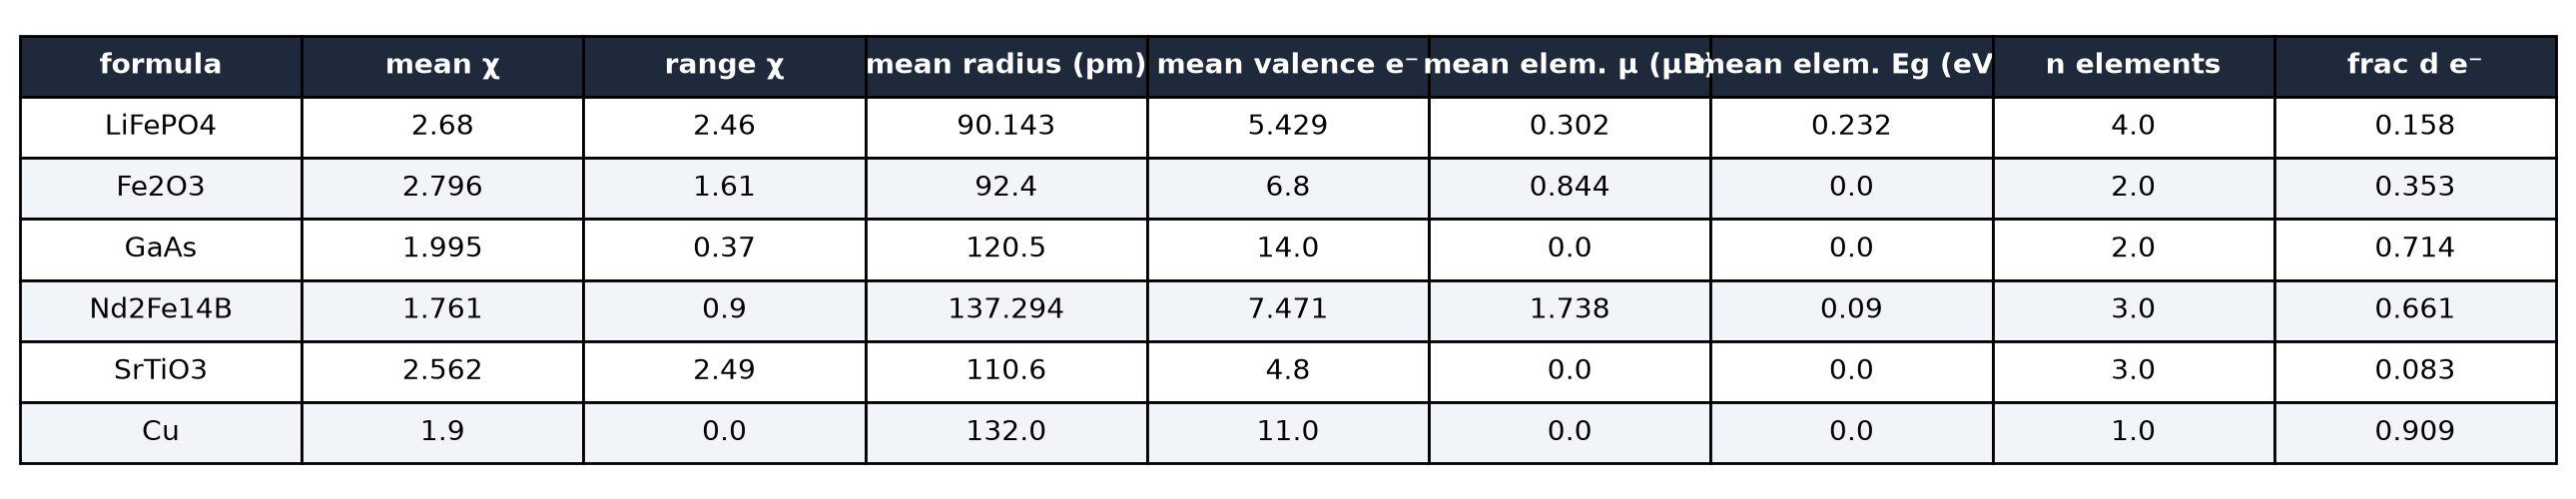 formula mean χ range χ mean radius (pm) mean valence e⁻ mean elem. μ (μB) mean elem. Eg (eV n elements frac d e⁻
LiFePO4 2.68 2.46 90.143 5.429 0.302 0.232 4.0 0.158
Fe2O3 2.796 1.61 92.4 6.8 0.844 0.0 2.0 0.353
GaAs 1.995 0.37 120.5 14.0 0.0 0.0 2.0 0.714
Nd2Fe14B 1.761 0.9 137.294 7.471 1.738 0.09 3.0 0.661
SrTiO3 2.562 2.49 110.6 4.8 0.0 0.0 3.0 0.083
Cu 1.9 0.0 132.0 11.0 0.0 0.0 1.0 0.909